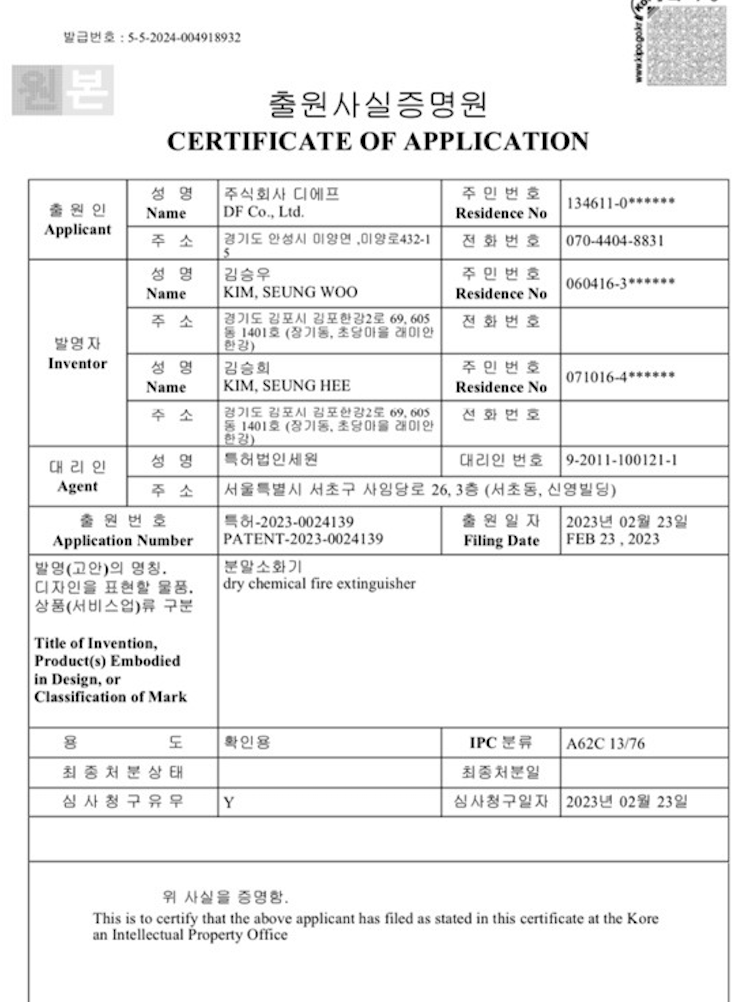 발급번호 : 5-5-2024-004918932
www.kipo.go.kr
원본
출원사실증명원
CERTIFICATE OF APPLICATION
출 원 인
Applicant
성 명
Name
주식회사 디에프
DF Co., Ltd.
주 민 번 호
Residence No
134611-0******
주 소
경기도 안성시 미양면 ,미양로432-1
5
전 화 번 호
070-4404-8831
발명자
Inventor
성 명
Name
김승우
KIM, SEUNG WOO
주 민 번 호
Residence No
060416-3******
주 소
경기도 김포시 김포한강2로 69, 605
동 1401호 (장기동, 초당마을 래미안
한강)
전 화 번 호
성 명
Name
김승희
KIM, SEUNG HEE
주 민 번 호
Residence No
071016-4******
주 소
경기도 김포시 김포한강2로 69, 605
동 1401호 (장기동, 초당마을 래미안
한강)
전 화 번 호
대 리 인
Agent
성 명
특허법인세원
대리인 번호
9-2011-100121-1
주 소
서울특별시 서초구 사임당로 26, 3층 (서초동, 신영빌딩)
출 원 번 호
Application Number
특허-2023-0024139
PATENT-2023-0024139
출 원 일 자
Filing Date
2023년 02월 23일
FEB 23 , 2023
발명(고안)의 명칭.
디자인을 표현할 물품.
상품(서비스업)류 구분
Title of Invention,
Product(s) Embodied
in Design, or
Classification of Mark
분말소화기
dry chemical fire extinguisher
용 도
확인용
IPC 분류
A62C 13/76
최 종 처 분 상 태
최종처분일
심 사 청 구 유 무
Y
심사청구일자
2023년 02월 23일
위 사실을 증명함.
This is to certify that the above applicant has filed as stated in this certificate at the Kore
an Intellectual Property Office